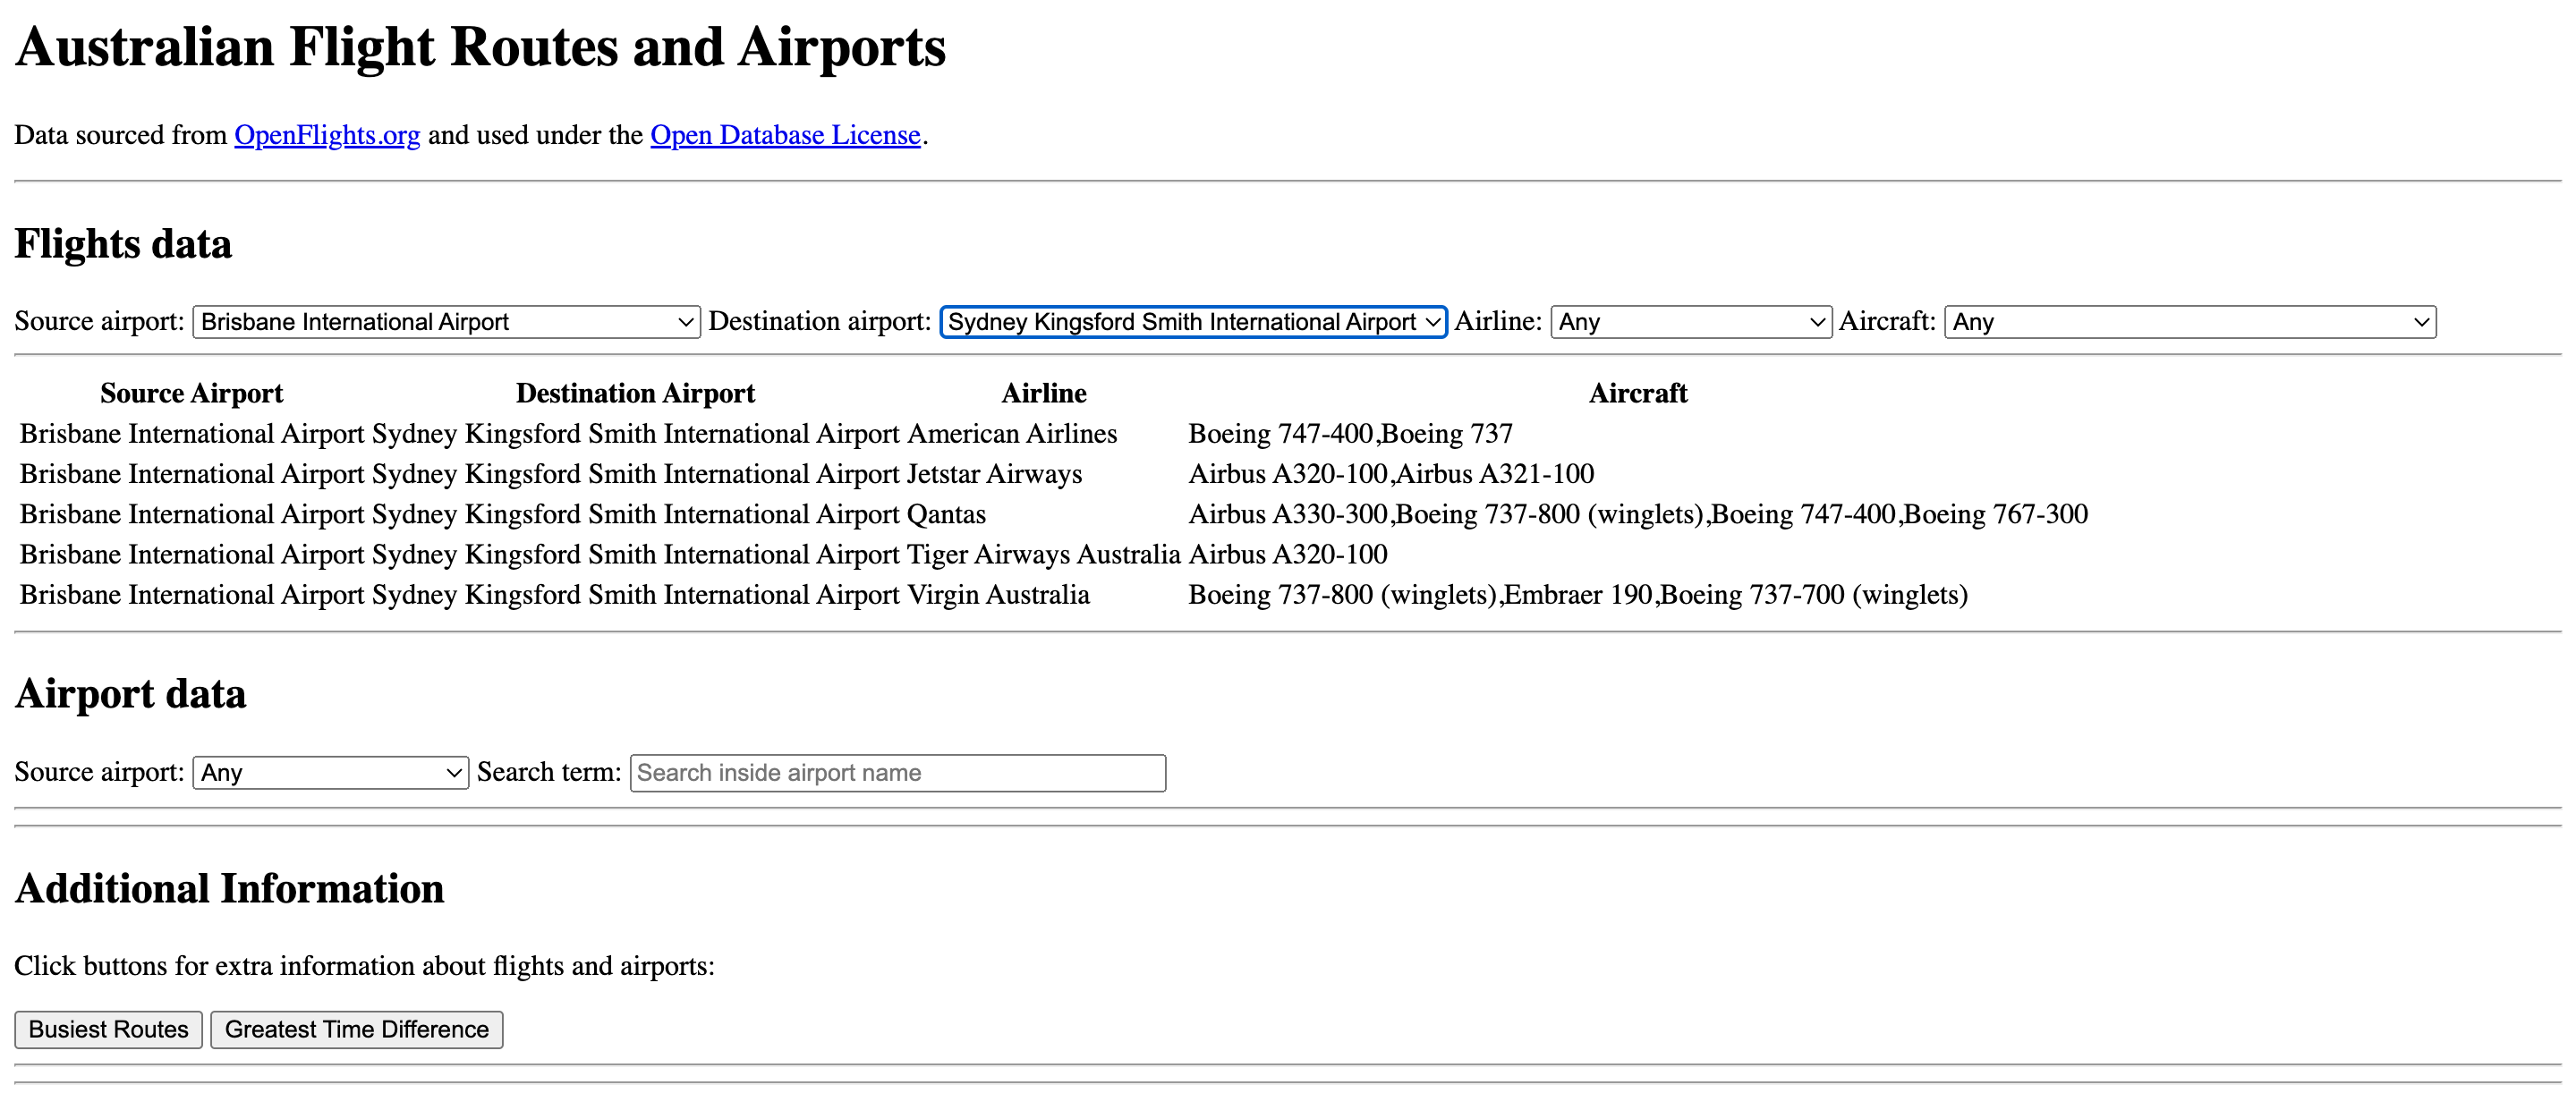 Australian Flight Routes and Airports
Data sourced from OpenFlights.org and used under the Open Database License.
Flights data
Source airport: Brisbane International Airport Destination airport: Sydney Kingsford Smith International Airport Airline: Any Aircraft: Any
Source Airport Destination Airport Airline Aircraft
Brisbane International Airport Sydney Kingsford Smith International Airport American Airlines Boeing 747-400,Boeing 737
Brisbane International Airport Sydney Kingsford Smith International Airport Jetstar Airways Airbus A320-100,Airbus A321-100
Brisbane International Airport Sydney Kingsford Smith International Airport Qantas Airbus A330-300,Boeing 737-800 (winglets),Boeing 747-400,Boeing 767-300
Brisbane International Airport Sydney Kingsford Smith International Airport Tiger Airways Australia Airbus A320-100
Brisbane International Airport Sydney Kingsford Smith International Airport Virgin Australia Boeing 737-800 (winglets),Embraer 190,Boeing 737-700 (winglets)
Airport data
Source airport: Any Search term: Search inside airport name
Additional Information
Click buttons for extra information about flights and airports:
Busiest Routes Greatest Time Difference